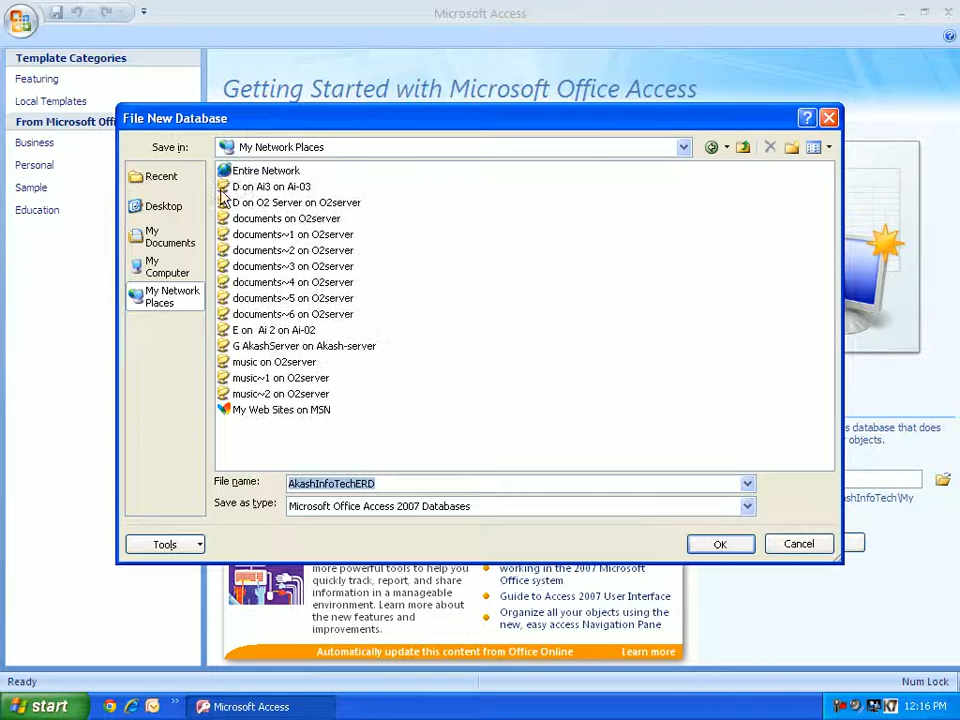 Microsoft Access
Template Categories
Featuring
Local Templates
From Microsoft Offi
Business
Personal
Sample
Education
Getting Started with Microsoft Office Access
File New Database
Save in:
My Network Places
Recent
Desktop
My
Documents
My
Computer
My Network
Places
Entire Network
D on Ai3 on Ai-03
D on O2 Server on O2server
documents on O2server
documents~1 on O2server
documents~2 on O2server
documents~3 on O2server
documents~4 on O2server
documents~5 on O2server
documents~6 on O2server
E on Ai 2 on Ai-02
G AkashServer on Akash-server
music on O2server
music~1 on O2server
music~2 on O2server
My Web Sites on MSN
File name:
AkashInfoTechERD
Save as type:
Microsoft Office Access 2007 Databases
Tools
OK
Cancel
s database that does
objects.
ashInfoTech\My
more powerful tools to help you
quickly track, report, and share
information in a manageable
environment. Learn more about
the new features and
improvements.
working in the 2007 Microsoft
Office system
Guide to Access 2007 User Interface
Organize all your objects using the
new, easy access Navigation Pane
Automatically update this content from Office Online
Learn more
Ready
Num Lock
start
Microsoft Access
12:16 PM